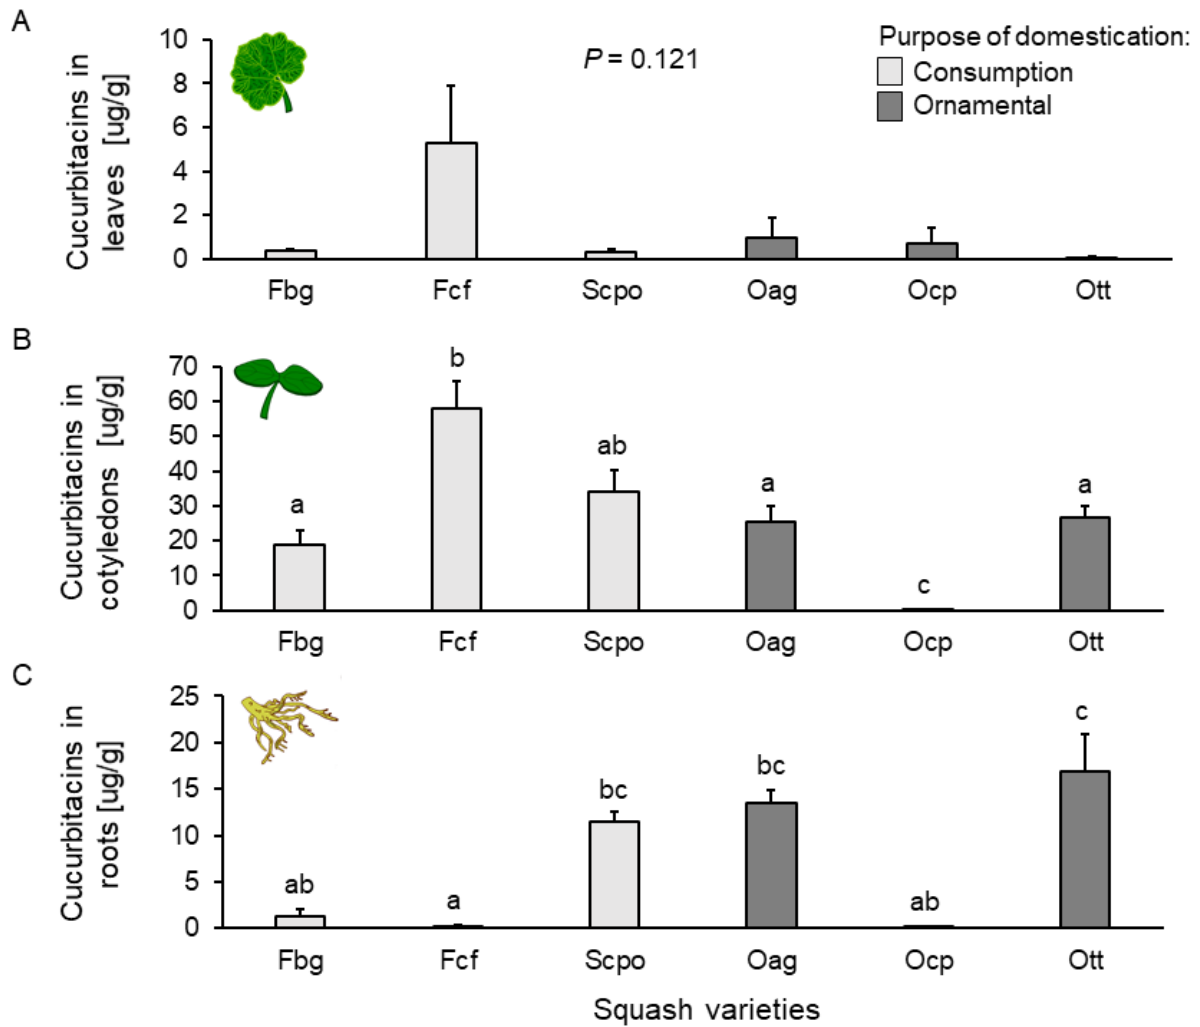 A
Cucurbitacins in
leaves [ug/g]
10
8
6
4
2
0
P = 0.121
Purpose of domestication:
Consumption
Ornamental
Fbg Fcf Scpo Oag Ocp Ott
B
Cucurbitacins in
cotyledons [ug/g]
70
60
50
40
30
20
10
0
a b ab a c a
Fbg Fcf Scpo Oag Ocp Ott
C
Cucurbitacins in
roots [ug/g]
25
20
15
10
5
0
ab a bc bc ab c
Fbg Fcf Scpo Oag Ocp Ott
Squash varieties